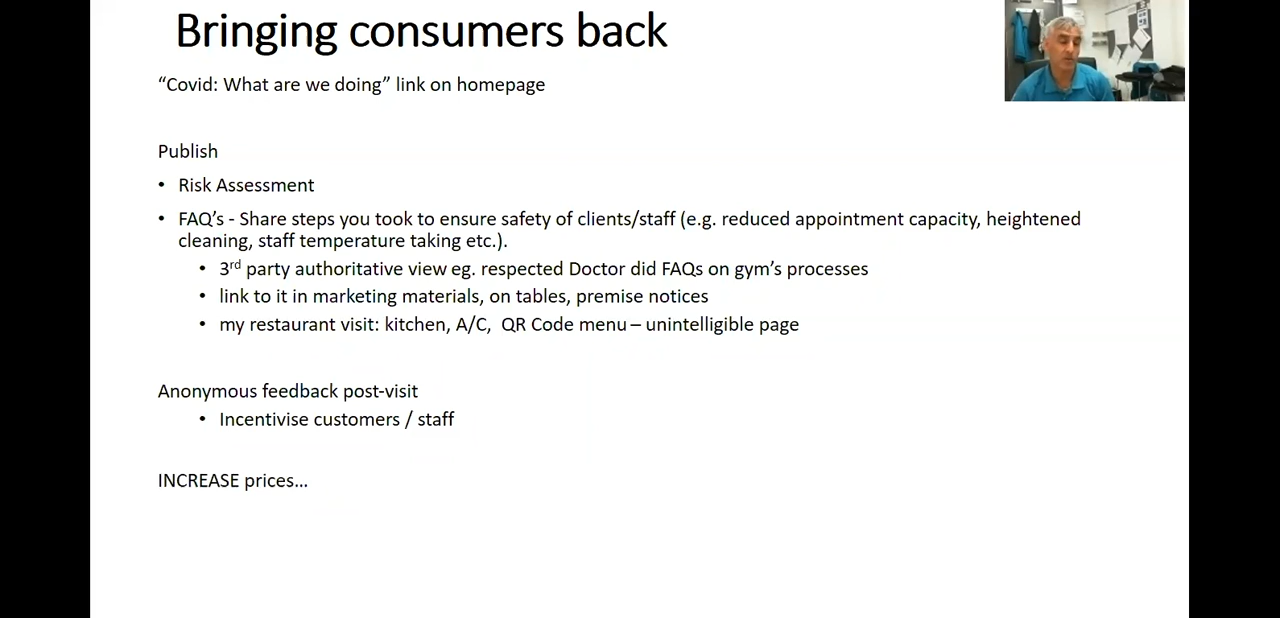 Bringing consumers back
“Covid: What are we doing” link on homepage
Publish
• Risk Assessment
• FAQ’s - Share steps you took to ensure safety of clients/staff (e.g. reduced appointment capacity, heightened
cleaning, staff temperature taking etc.).
• 3rd party authoritative view eg. respected Doctor did FAQs on gym’s processes
• link to it in marketing materials, on tables, premise notices
• my restaurant visit: kitchen, A/C,  QR Code menu – unintelligible page
Anonymous feedback post-visit
• Incentivise customers / staff
INCREASE prices…